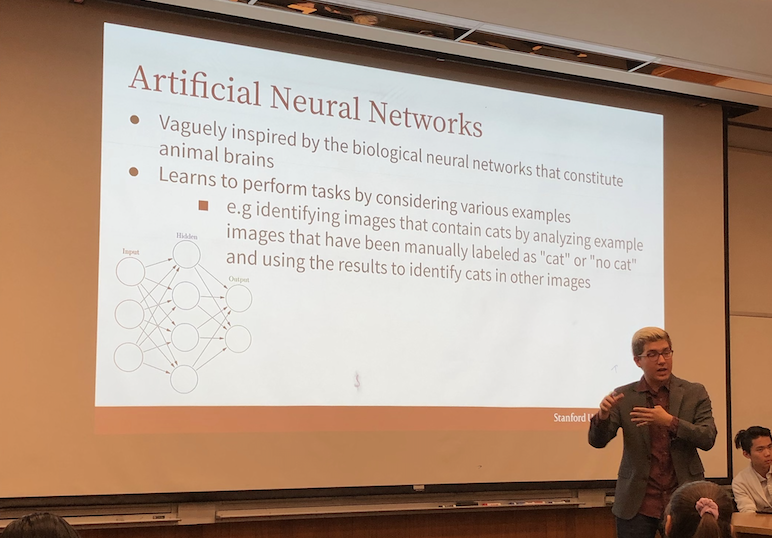 Artificial Neural Networks
Vaguely inspired by the biological neural networks that constitute
animal brains
Learns to perform tasks by considering various examples
e.g identifying images that contain cats by analyzing example
images that have been manually labeled as "cat" or "no cat"
and using the results to identify cats in other images
Hidden
Input
Output
Stanford